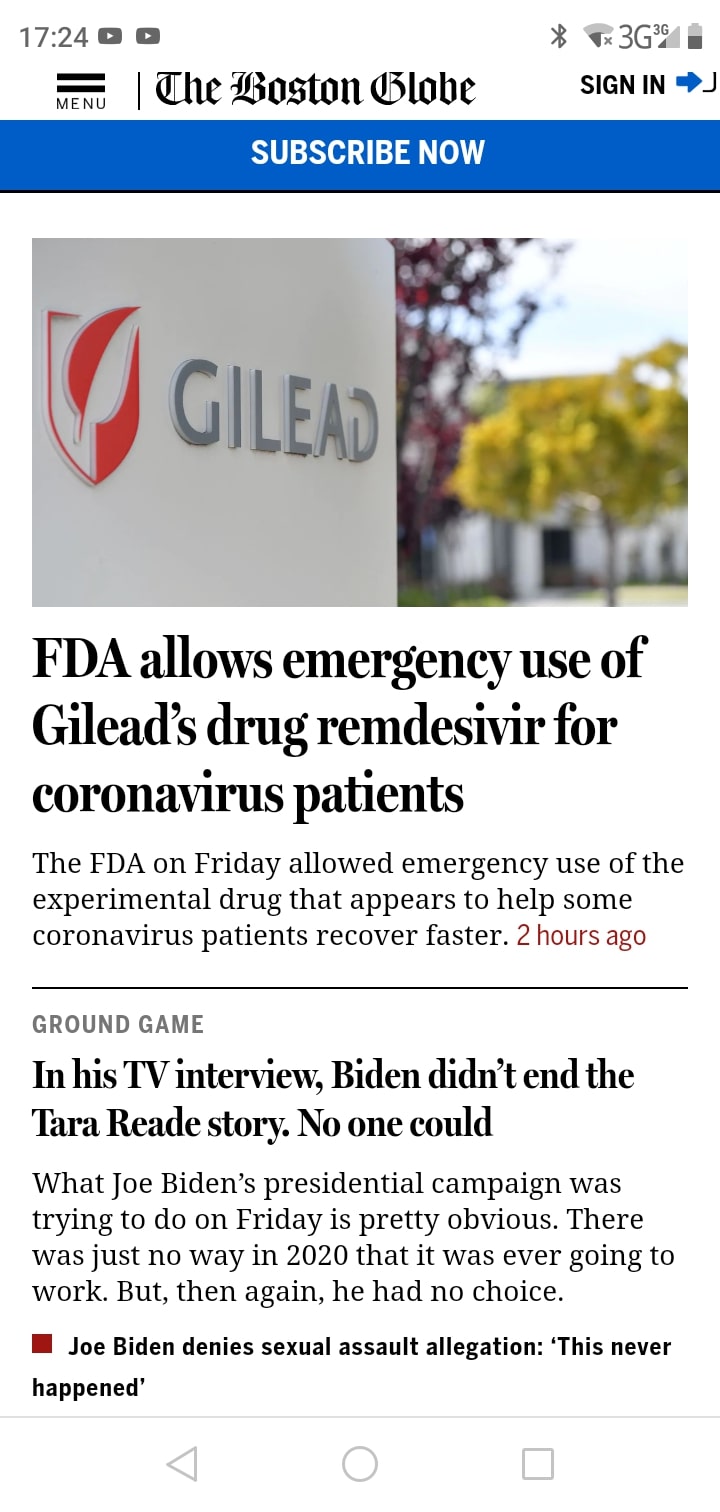 17:24
3G 3G
MENU
The Boston Globe
SIGN IN
SUBSCRIBE NOW
GILEAD
FDA allows emergency use of
Gilead’s drug remdesivir for
coronavirus patients
The FDA on Friday allowed emergency use of the
experimental drug that appears to help some
coronavirus patients recover faster. 2 hours ago
GROUND GAME
In his TV interview, Biden didn’t end the
Tara Reade story. No one could
What Joe Biden’s presidential campaign was
trying to do on Friday is pretty obvious. There
was just no way in 2020 that it was ever going to
work. But, then again, he had no choice.
Joe Biden denies sexual assault allegation: ‘This never
happened’